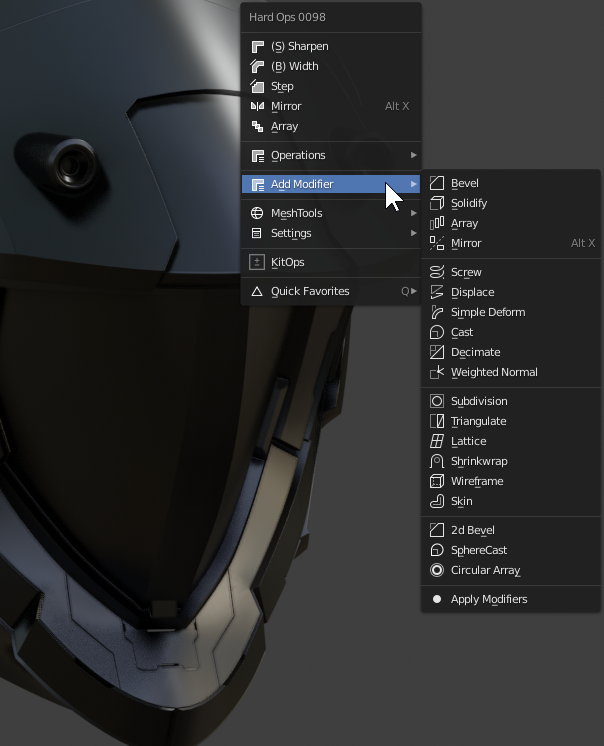 Hard Ops 0098
(S) Sharpen
(B) Width
Step
Mirror Alt X
Array
Operations
Add Modifier
MeshTools
Settings
KitOps
Quick Favorites Q
Bevel
Solidify
Array
Mirror Alt X
Screw
Displace
Simple Deform
Cast
Decimate
Weighted Normal
Subdivision
Triangulate
Lattice
Shrinkwrap
Wireframe
Skin
2d Bevel
SphereCast
Circular Array
Apply Modifiers